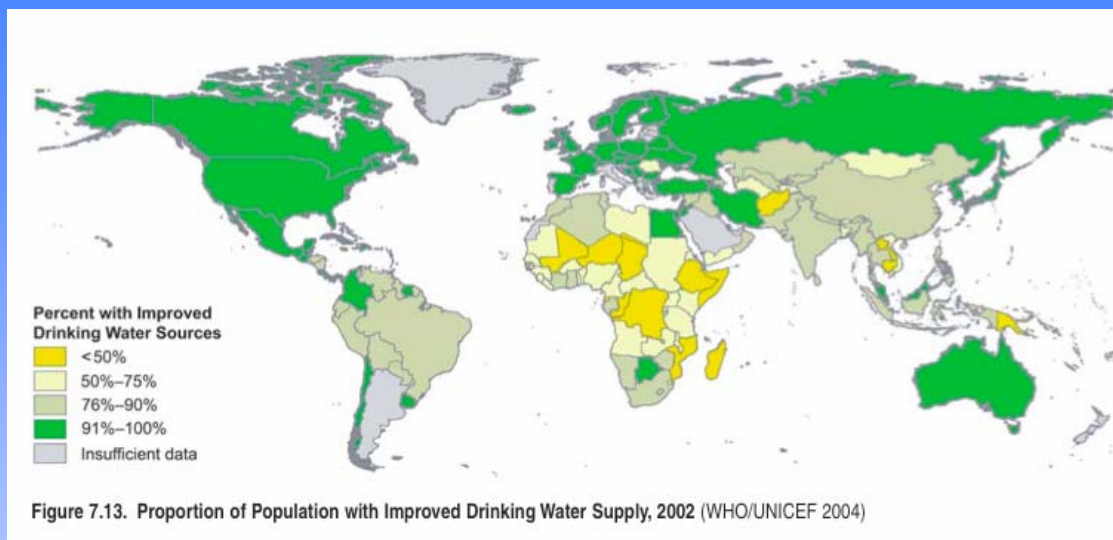 Percent with Improved
Drinking Water Sources
<50%
50%–75%
76%–90%
91%–100%
Insufficient data
Figure 7.13. Proportion of Population with Improved Drinking Water Supply, 2002 (WHO/UNICEF 2004)